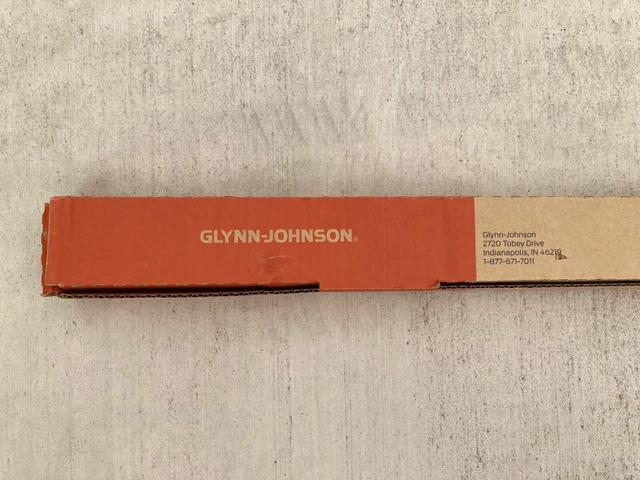 GLYNN-JOHNSON®
Glynn-Johnson
2720 Tobey Drive
Indianapolis, IN 46219
1-877-671-7011